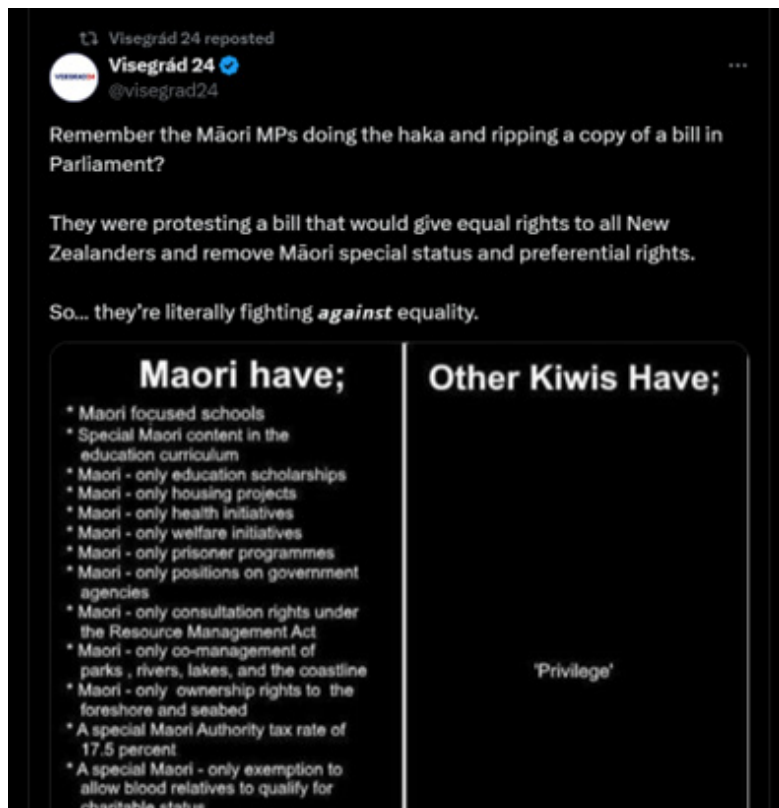 Visegrád 24 reposted
Visegrád 24
@visegrad24
VISEGRAD24
Remember the Māori MPs doing the haka and ripping a copy of a bill in
Parliament?
They were protesting a bill that would give equal rights to all New
Zealanders and remove Māori special status and preferential rights.
So... they're literally fighting against equality.
Maori have;
* Maori focused schools
* Special Maori content in the
education curriculum
* Maori - only education scholarships
* Maori - only housing projects
* Maori - only health initiatives
* Maori - only welfare initiatives
* Maori - only prisoner programmes
* Maori - only positions on government
agencies
* Maori - only consultation rights under
the Resource Management Act
* Maori - only co-management of
parks , rivers, lakes, and the coastline
* Maori - only ownership rights to the
foreshore and seabed
* A special Maori Authority tax rate of
17.5 percent
* A special Maori - only exemption to
allow blood relatives to qualify for
charitable status
Other Kiwis Have;
'Privilege'